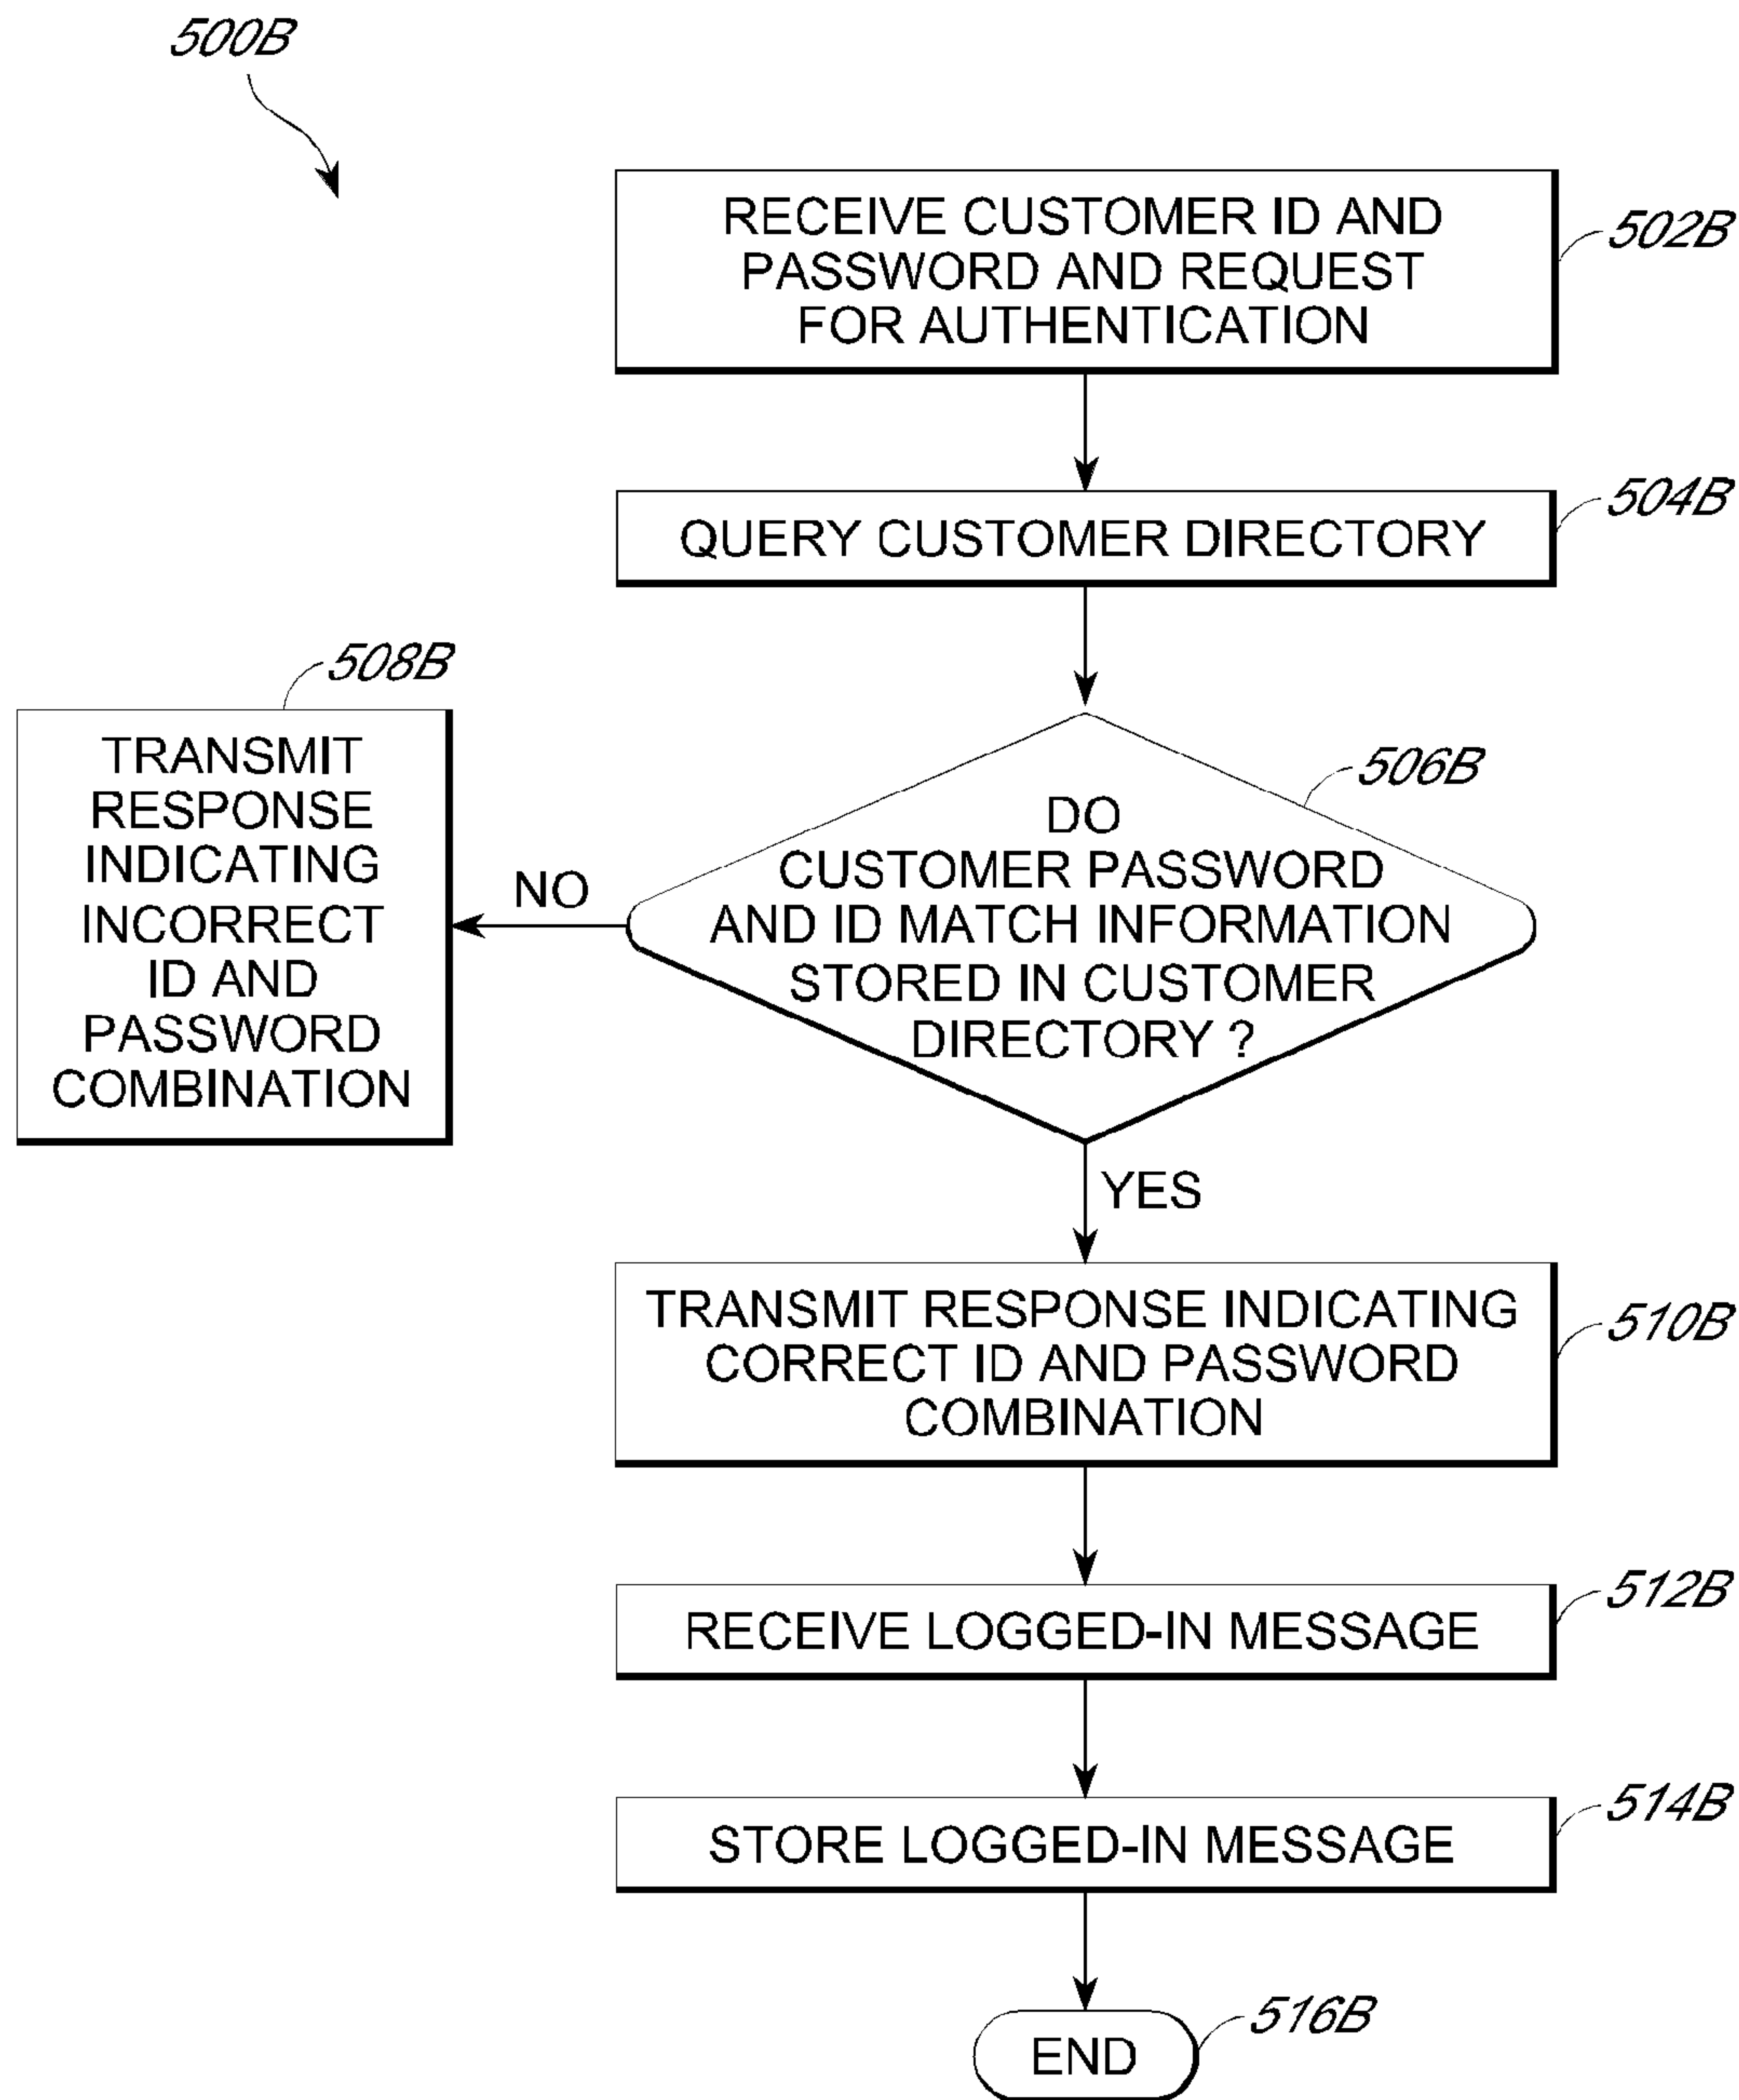 500B
RECEIVE CUSTOMER ID AND
PASSWORD AND REQUEST
FOR AUTHENTICATION
502B
QUERY CUSTOMER DIRECTORY
504B
508B
TRANSMIT
RESPONSE
INDICATING
INCORRECT
ID AND
PASSWORD
COMBINATION
NO
506B
DO
CUSTOMER PASSWORD
AND ID MATCH INFORMATION
STORED IN CUSTOMER
DIRECTORY ?
YES
TRANSMIT RESPONSE INDICATING
CORRECT ID AND PASSWORD
COMBINATION
510B
RECEIVE LOGGED-IN MESSAGE
512B
STORE LOGGED-IN MESSAGE
514B
END
516B